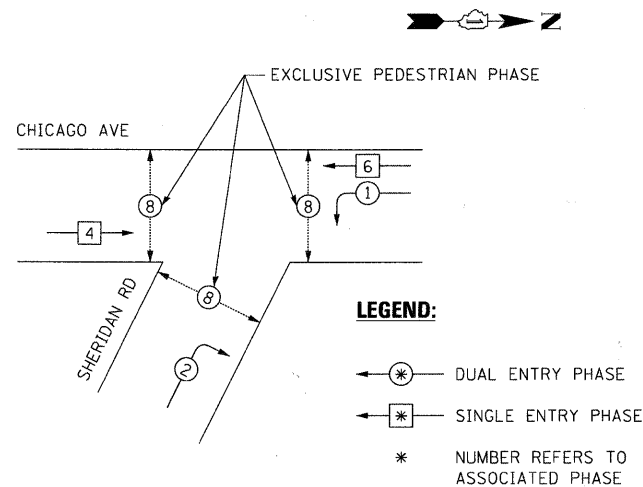 N
EXCLUSIVE PEDESTRIAN PHASE
CHICAGO AVE
6
1
8
8
4
8
SHERIDAN RD
2
LEGEND:
* DUAL ENTRY PHASE
* SINGLE ENTRY PHASE
* NUMBER REFERS TO
ASSOCIATED PHASE